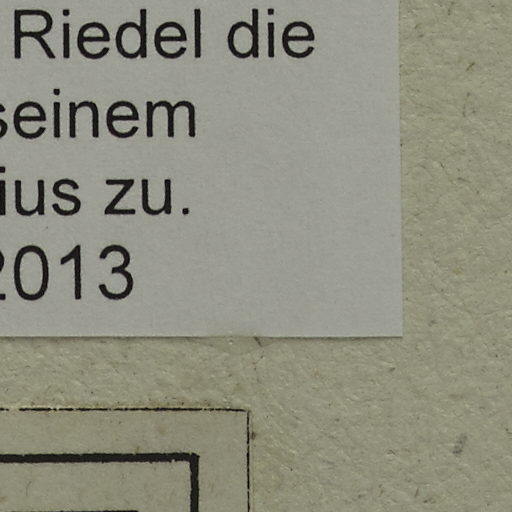 Riedel die
seinem
ius zu.
2013